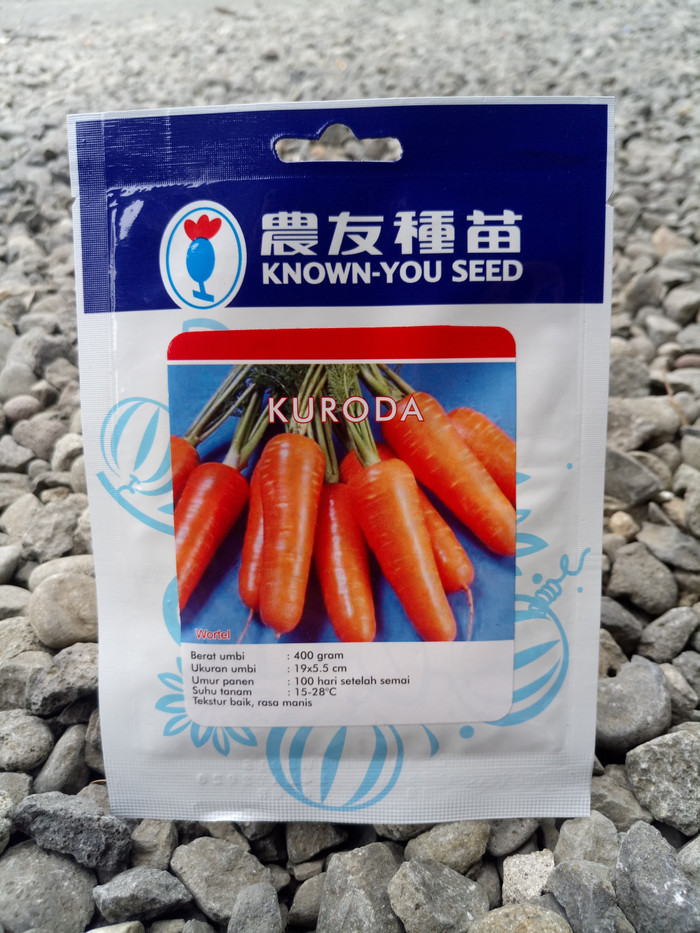 農友種苗
KNOWN-YOU SEED
KURODA
Wortel
Berat umbi : 400 gram
Ukuran umbi : 19x5.5 cm
Umur panen : 100 hari setelah semai
Suhu tanam : 15-28°C
Tekstur baik, rasa manis